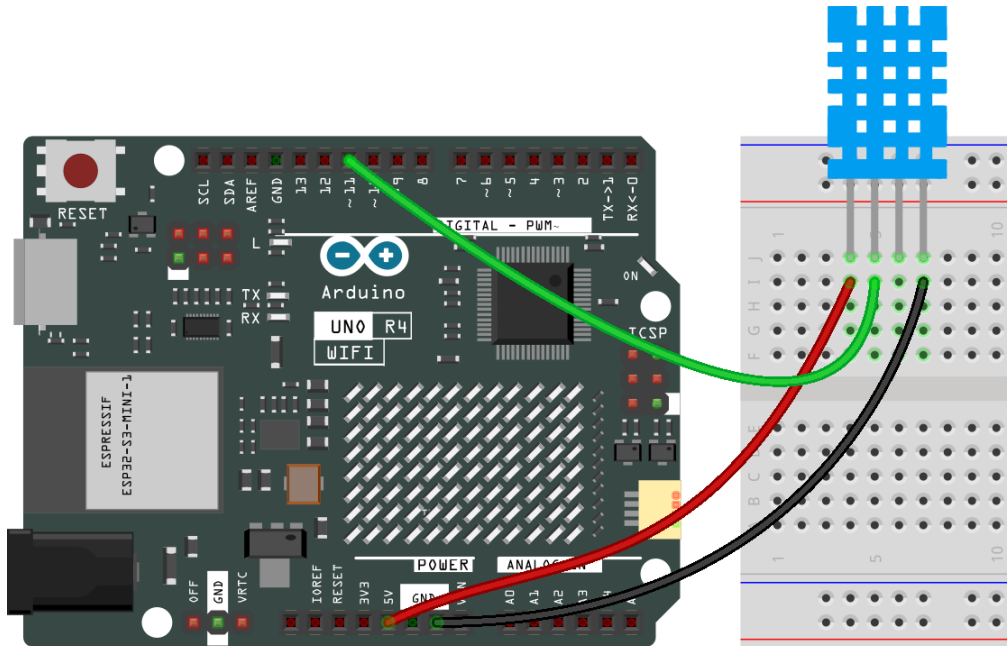 RESET
SCL
SDA
AREF
GND
13
12
~11
~9
8
7
~6
~5
4
~3
2
TX->1
RX<-0
DIGITAL - PWM~
L
TX
RX
Arduino
UNO R4
WIFI
ON
ICSP
ESPRESSIF
ESP32-S3-MINI-1
OFF
GND
VRTC
POWER
ANALOG IN
IOREF
RESET
3V3
5V
GND
VIN
A0
A1
A2
1
5
10
J
I
H
G
F
E
D
C
B
A
1
5
10